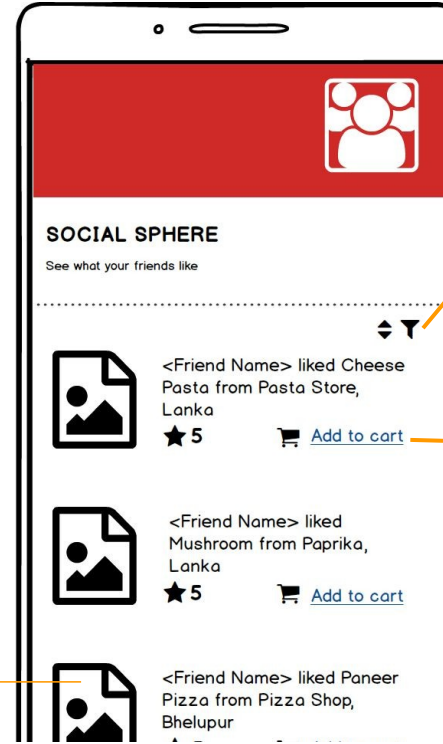 SOCIAL SPHERE
See what your friends like
<Friend Name> liked Cheese
Pasta from Pasta Store,
Lanka
5
Add to cart
<Friend Name> liked
Mushroom from Paprika,
Lanka
5
Add to cart
<Friend Name> liked Paneer
Pizza from Pizza Shop,
Bhelupur